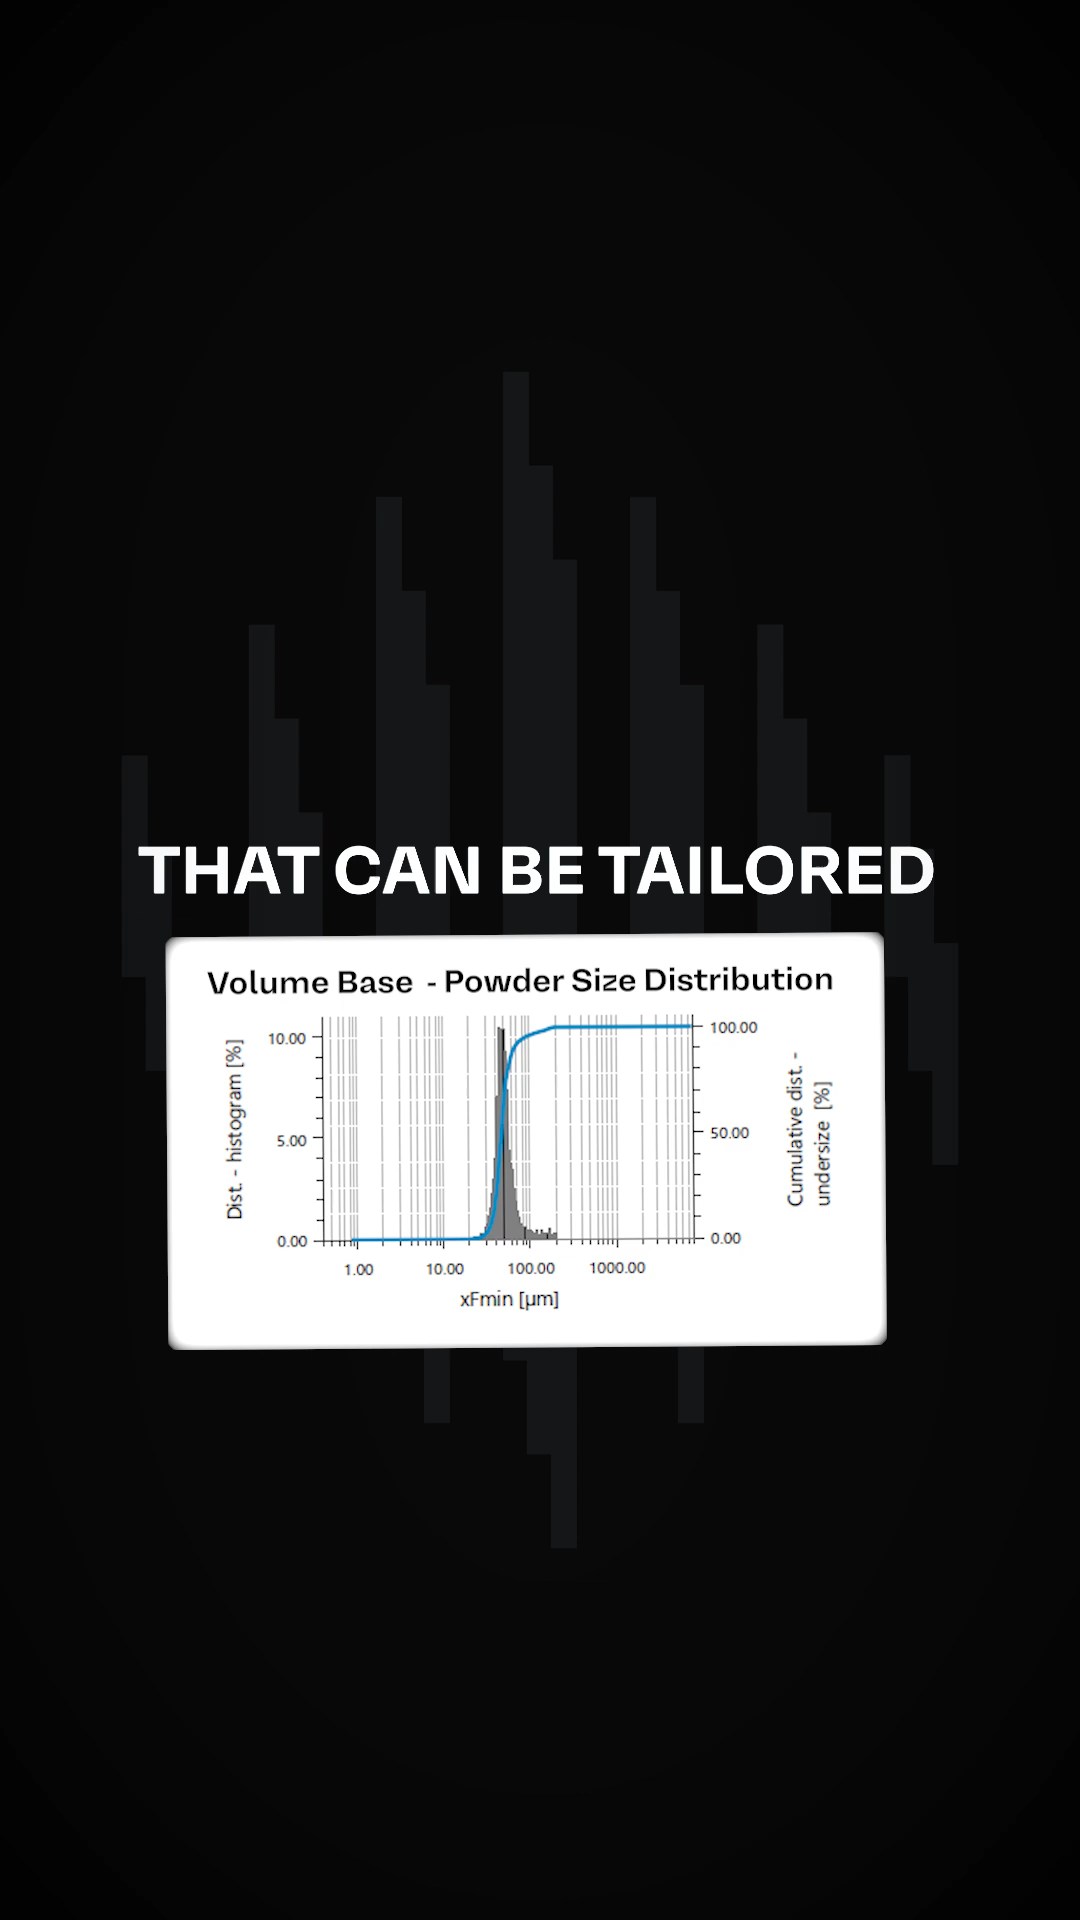 THAT CAN BE TAILORED
Volume Base - Powder Size Distribution
Dist. - histogram [%]
10.00
5.00
0.00
100.00
50.00
0.00
Cumulative dist. -
undersize [%]
1.00 10.00 100.00 1000.00
xFmin [µm]